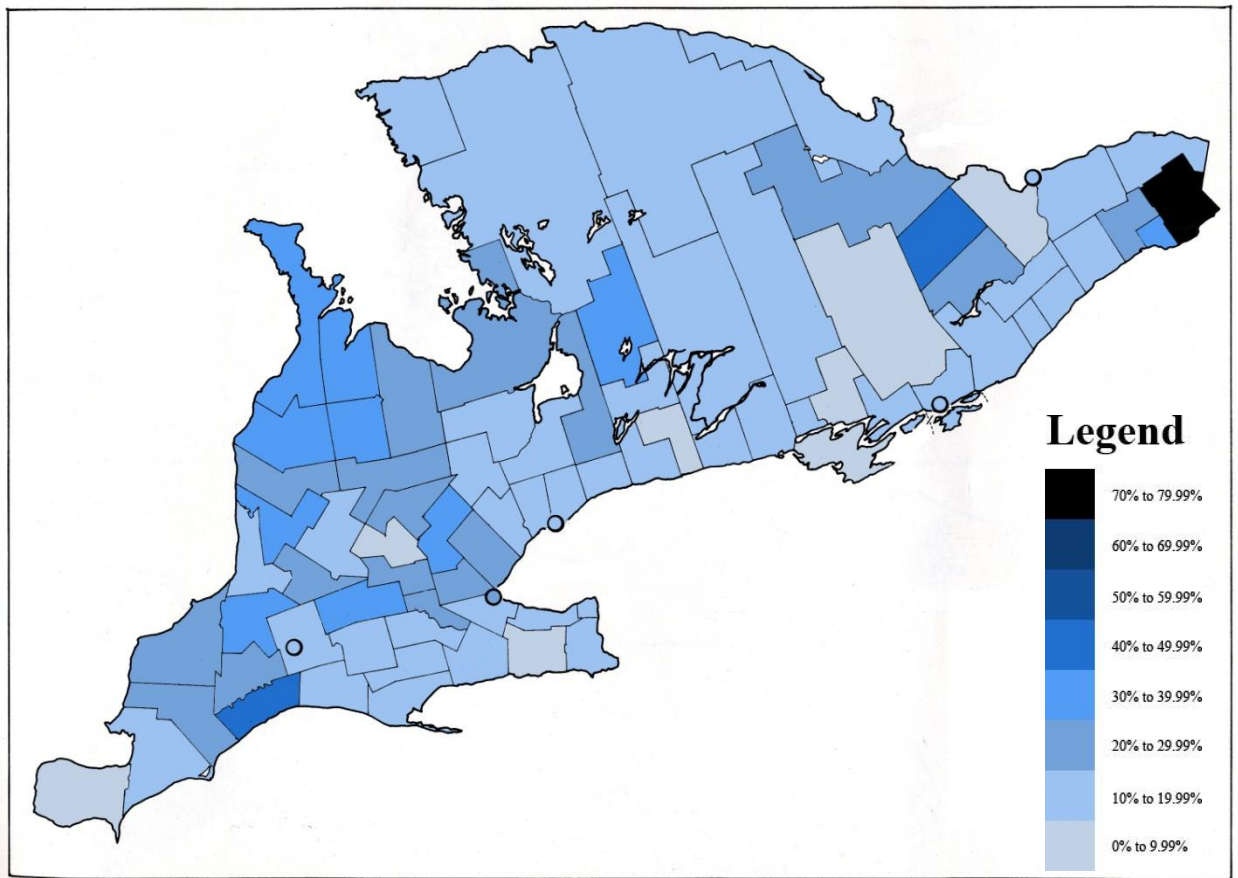 Legend
70% to 79.99%
60% to 69.99%
50% to 59.99%
40% to 49.99%
30% to 39.99%
20% to 29.99%
10% to 19.99%
0% to 9.99%